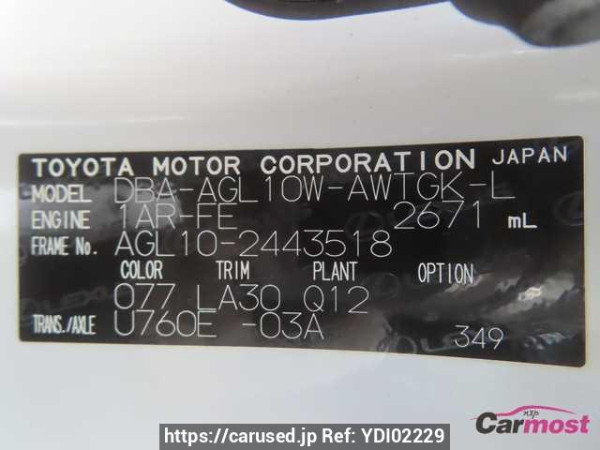 TOYOTA MOTOR CORPORATION JAPAN
MODEL DBA-AGL10W-AWTGK-L
ENGINE 1AR-FE 2671 mL
FRAME No. AGL10-2443518
COLOR TRIM PLANT OPTION
077 LA30 Q12
TRANS./AXLE U760E -03A 349
Carmost
https://carused.jp Ref: YDI02229